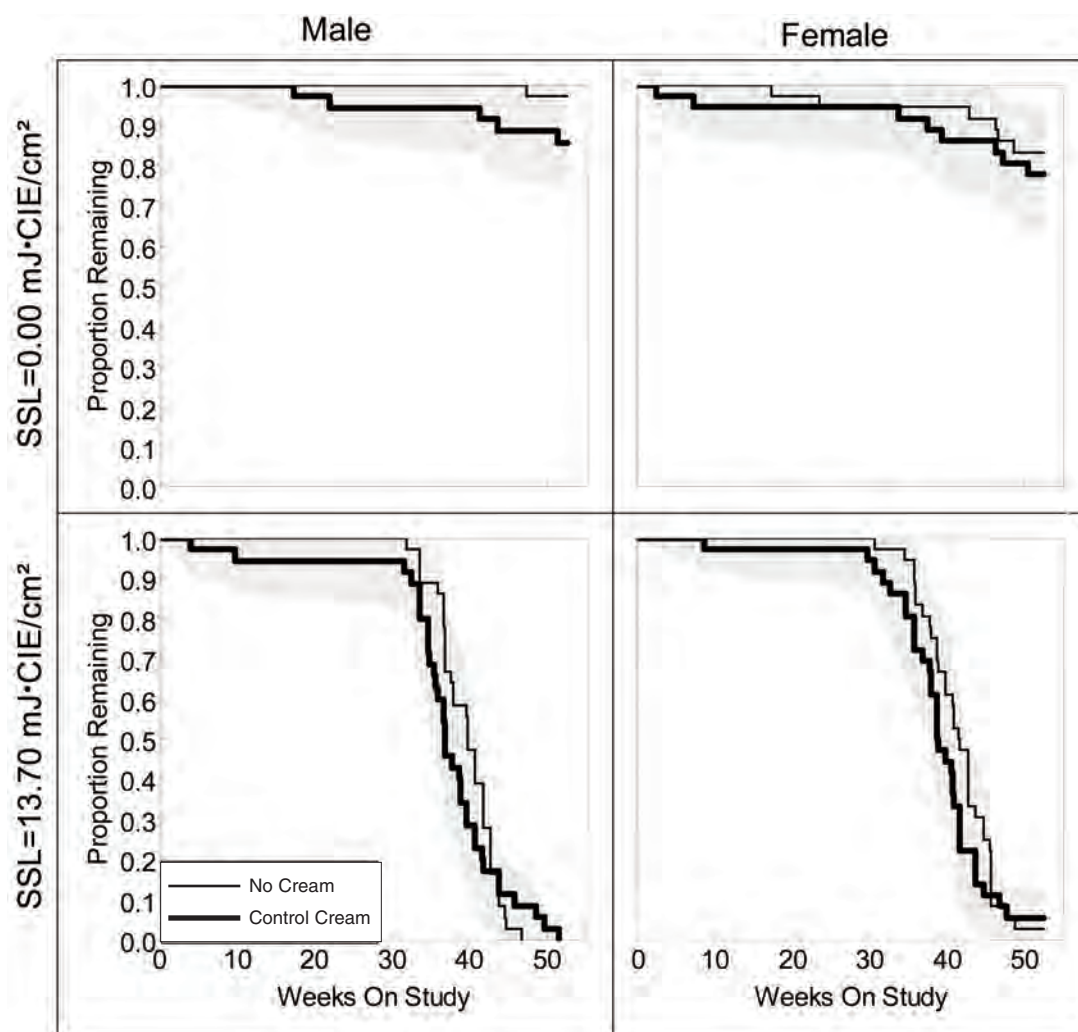 Male
Female
SSL=0.00 mJ·CIE/cm²
Proportion Remaining
1.0
0.9
0.8
0.7
0.6
0.5
0.4
0.3
0.2
0.1
0.0
SSL=13.70 mJ·CIE/cm²
Proportion Remaining
1.0
0.9
0.8
0.7
0.6
0.5
0.4
0.3
0.2
0.1
0.0
No Cream
Control Cream
0 10 20 30 40 50
0 10 20 30 40 50
Weeks On Study
Weeks On Study